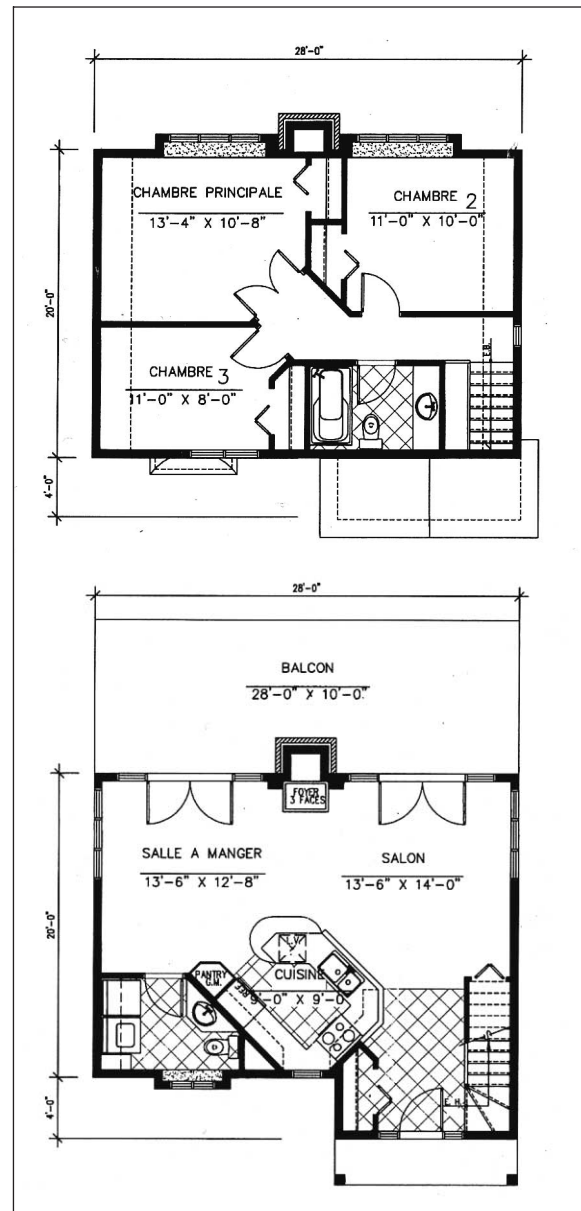 28'-0"
CHAMBRE PRINCIPALE
13'-4" X 10'-8"
CHAMBRE 2
11'-0" X 10'-0"
20'-0"
CHAMBRE 3
11'-0" X 8'-0"
E.B.
4'-0"
28'-0"
BALCON
28'-0" X 10'-0"
FOYER
3 FACES
SALLE A MANGER
13'-6" X 12'-8"
SALON
13'-6" X 14'-0"
20'-0"
PANTRY
G.M.
CUISINE
9'-0" X 9'-0
REF.
E.H.
4'-0"